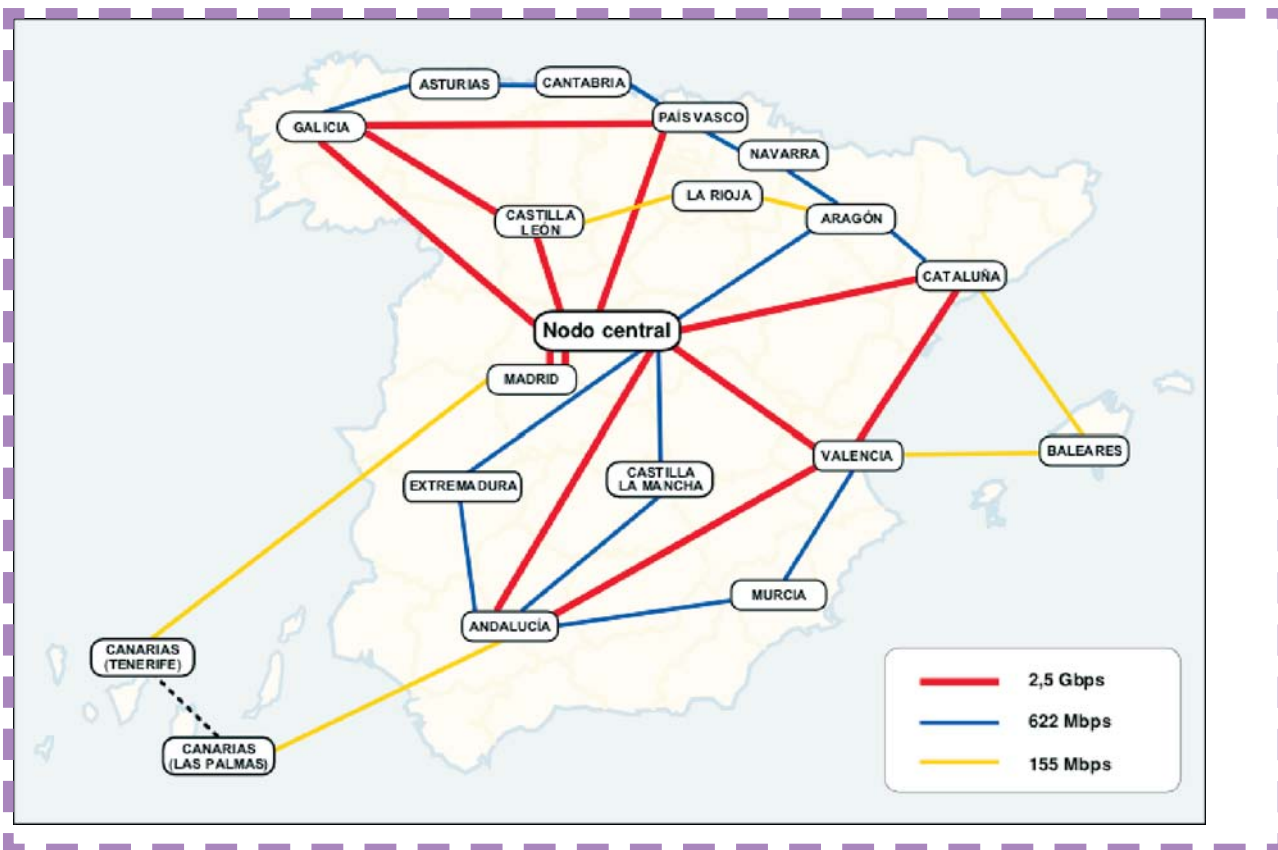 ASTURIAS
CANTABRIA
GALICIA
PAÍS VASCO
NAVARRA
LA RIOJA
CASTILLA
LEÓN
ARAGÓN
CATALUÑA
Nodo central
MADRID
VALENCIA
BALEARES
EXTREMADURA
CASTILLA
LA MANCHA
MURCIA
ANDALUCÍA
CANARIAS
(TENERIFE)
CANARIAS
(LAS PALMAS)
2,5 Gbps
622 Mbps
155 Mbps